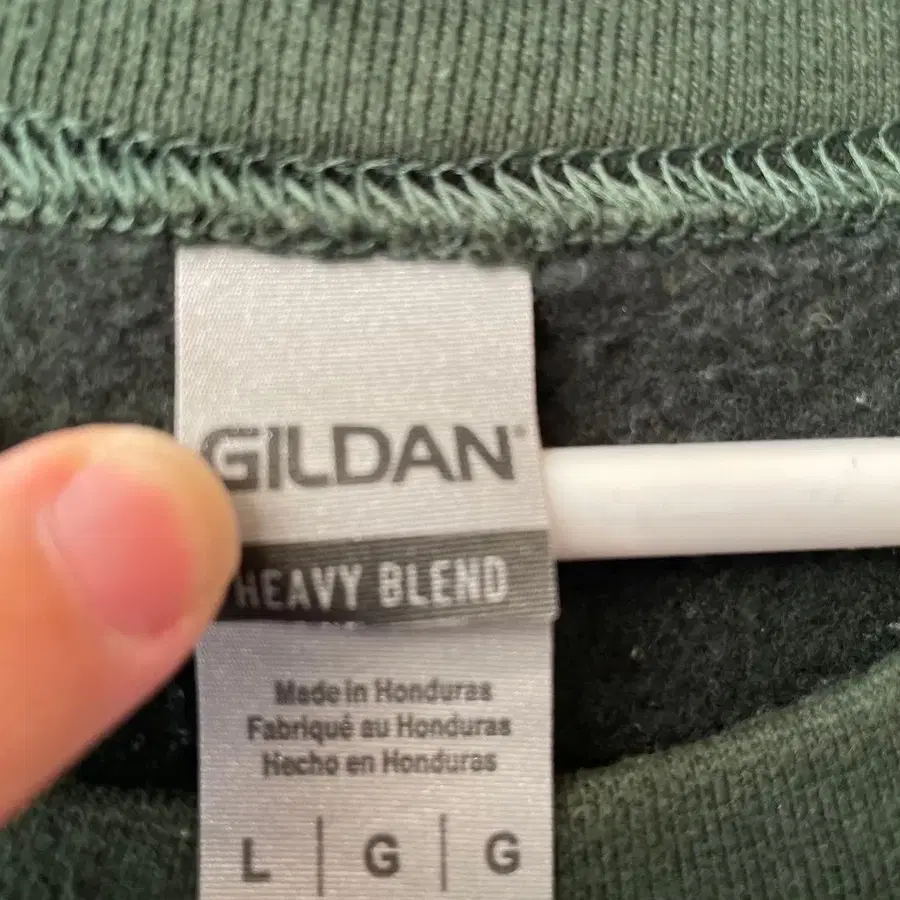 GILDAN®
HEAVY BLEND
Made in Honduras
Fabriqué au Honduras
Hecho en Honduras
L | G | G